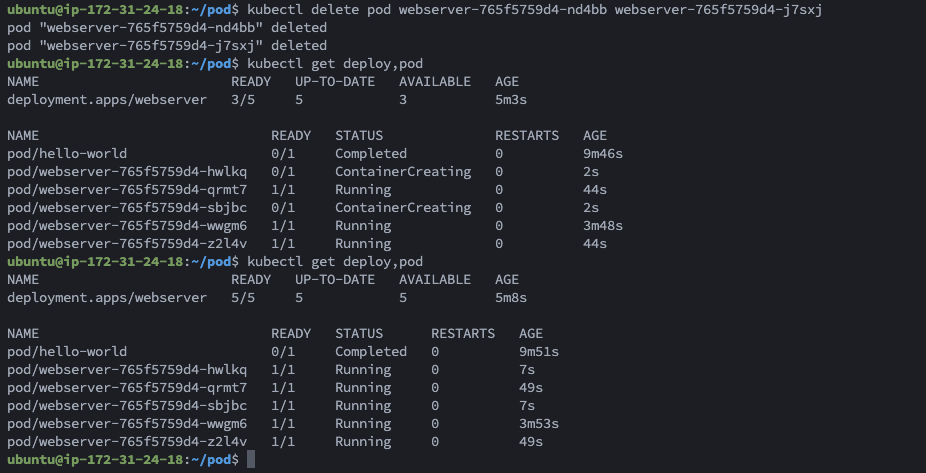 ubuntu@ip-172-31-24-18:~/pod$ kubectl delete pod webserver-765f5759d4-nd4bb webserver-765f5759d4-j7sxj
pod "webserver-765f5759d4-nd4bb" deleted
pod "webserver-765f5759d4-j7sxj" deleted
ubuntu@ip-172-31-24-18:~/pod$ kubectl get deploy,pod
NAME                        READY   UP-TO-DATE   AVAILABLE   AGE
deployment.apps/webserver   3/5     5            3           5m3s

NAME                             READY   STATUS              RESTARTS   AGE
pod/hello-world                  0/1     Completed           0          9m46s
pod/webserver-765f5759d4-hwlkq   0/1     ContainerCreating   0          2s
pod/webserver-765f5759d4-qrmt7   1/1     Running             0          44s
pod/webserver-765f5759d4-sbjbc   0/1     ContainerCreating   0          2s
pod/webserver-765f5759d4-wwgm6   1/1     Running             0          3m48s
pod/webserver-765f5759d4-z2l4v   1/1     Running             0          44s
ubuntu@ip-172-31-24-18:~/pod$ kubectl get deploy,pod
NAME                        READY   UP-TO-DATE   AVAILABLE   AGE
deployment.apps/webserver   5/5     5            5           5m8s

NAME                             READY   STATUS      RESTARTS   AGE
pod/hello-world                  0/1     Completed   0          9m51s
pod/webserver-765f5759d4-hwlkq   1/1     Running     0          7s
pod/webserver-765f5759d4-qrmt7   1/1     Running     0          49s
pod/webserver-765f5759d4-sbjbc   1/1     Running     0          7s
pod/webserver-765f5759d4-wwgm6   1/1     Running     0          3m53s
pod/webserver-765f5759d4-z2l4v   1/1     Running     0          49s
ubuntu@ip-172-31-24-18:~/pod$